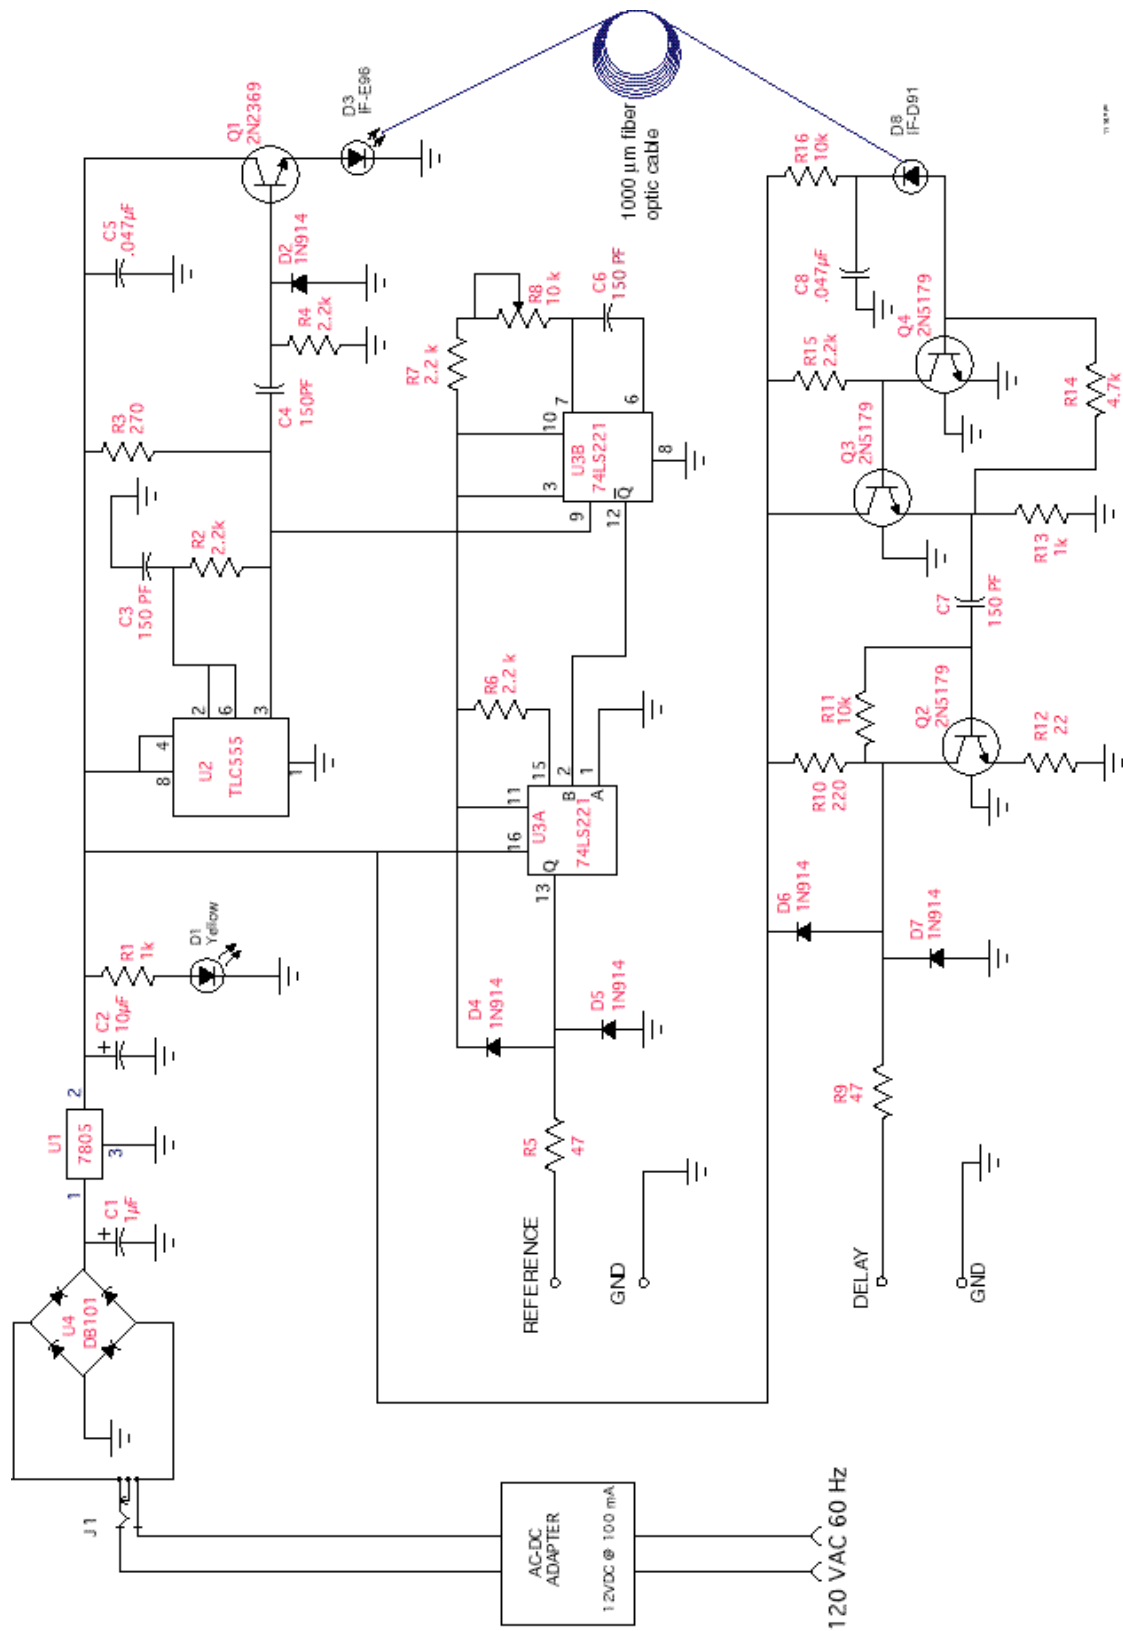 J1
AC-DC
ADAPTER
12VDC @ 100 mA
120 VAC 60 Hz
U4
DB101
C1
1µF
+
1
U1
7805
2
3
C2
10µF
+
R1
1k
D1
Yellow
U2
TLC555
8
4
2
6
3
1
C3
150 PF
R2
2.2k
R3
270
C4
150PF
R4
2.2k
D2
1N914
C5
.047µF
Q1
2N2369
D3
IF-E96
1000 µm fiber
optic cable
REFERENCE
GND
R5
47
D4
1N914
D5
1N914
U3A
74LS221
16
11
15
2
1
13
Q
B
A
R6
2.2 k
U3B
74LS221
3
10
7
6
8
9
12
Q̅
R7
2.2 k
R8
10 k
C6
150 PF
DELAY
GND
R9
47
D6
1N914
D7
1N914
R10
220
R11
10k
Q2
2N5179
R12
22
C7
150 PF
R13
1k
Q3
2N5179
R14
4.7k
R15
2.2k
Q4
2N5179
C8
.047µF
R16
10k
D8
IF-D91